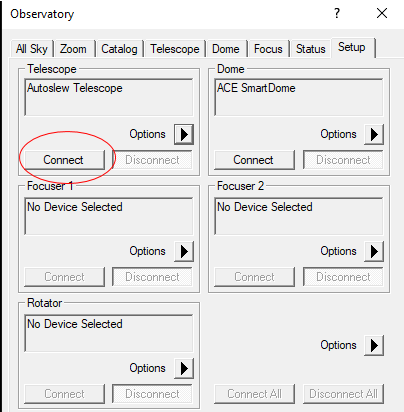 Observatory ? ×
All Sky Zoom Catalog Telescope Dome Focus Status Setup
Telescope Dome
Autoslew Telescope ACE SmartDome
Options Options
Connect Disconnect Connect Disconnect
Focuser 1 Focuser 2
No Device Selected No Device Selected
Options Options
Connect Disconnect Connect Disconnect
Rotator
No Device Selected
Options
Options
Connect Disconnect Connect All Disconnect All